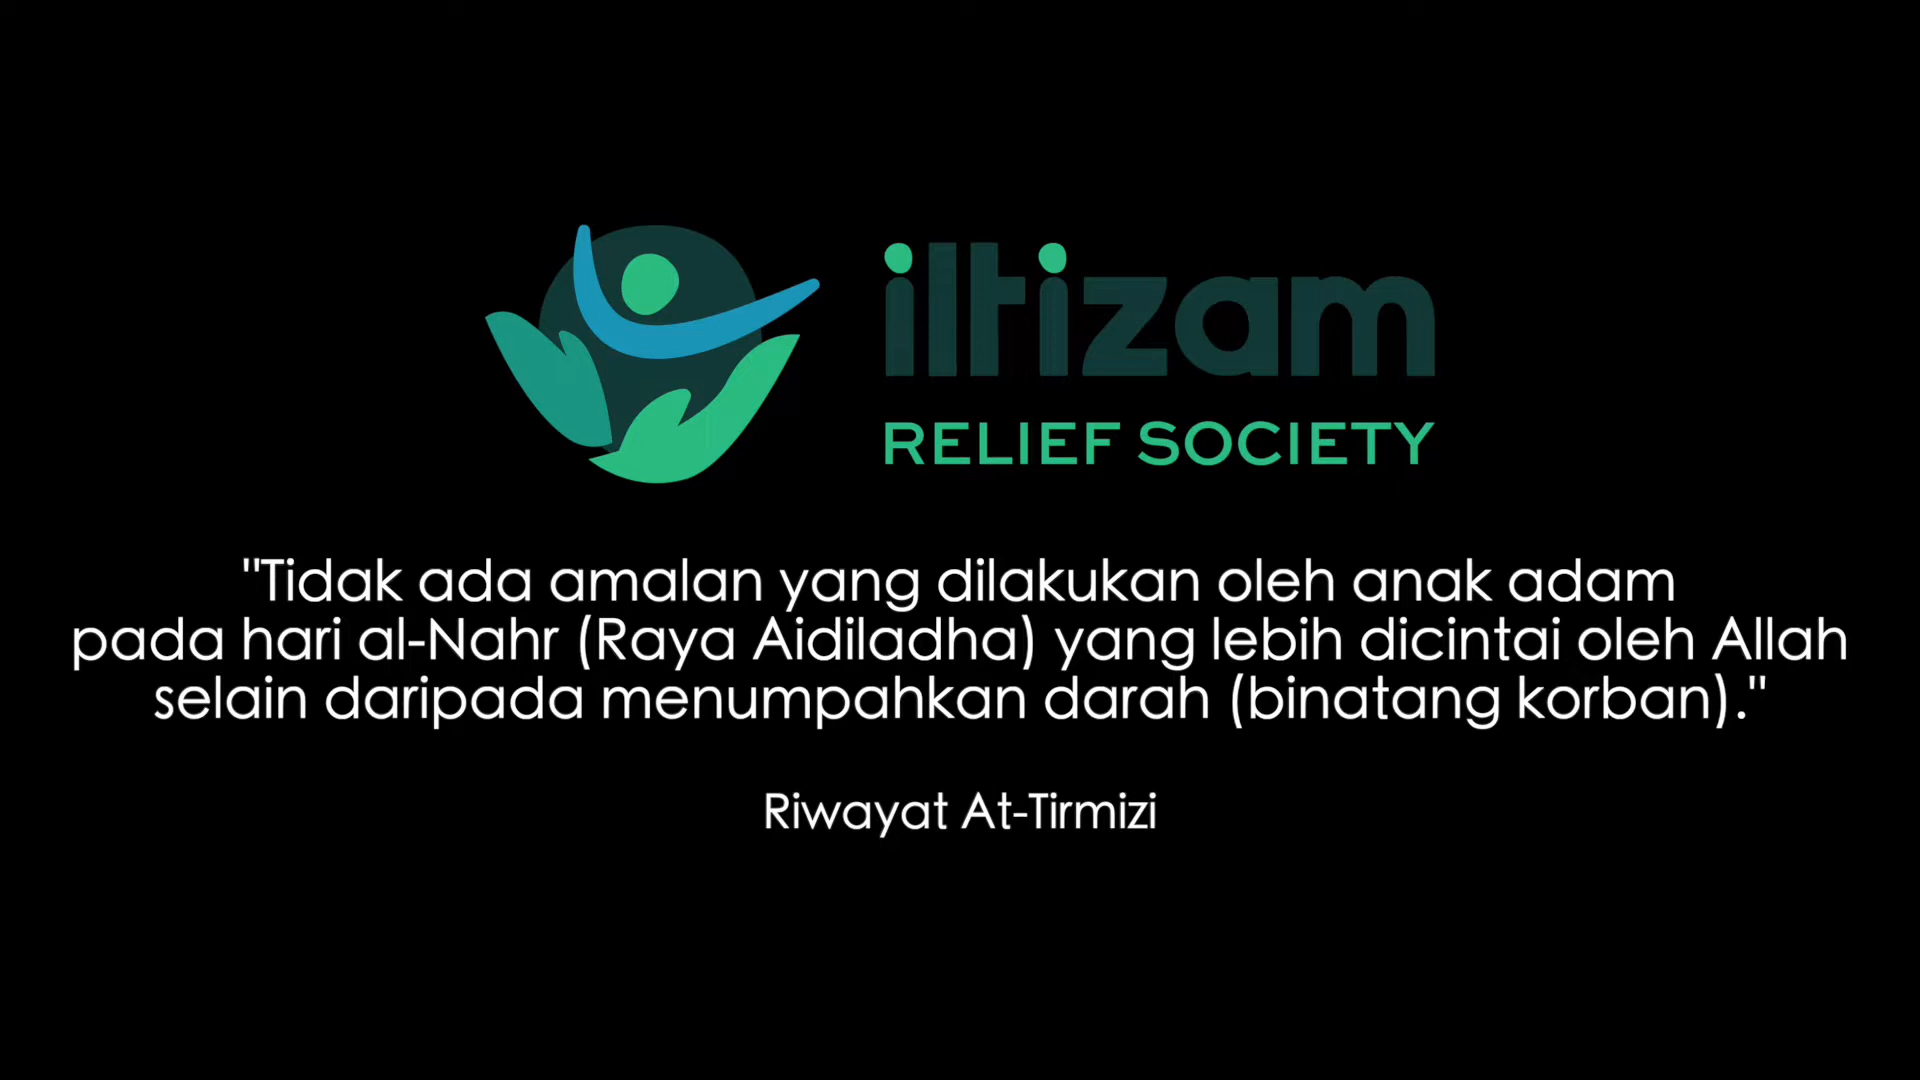 iltizam
RELIEF SOCIETY
"Tidak ada amalan yang dilakukan oleh anak adam
pada hari al-Nahr (Raya Aidiladha) yang lebih dicintai oleh Allah
selain daripada menumpahkan darah (binatang korban)."
Riwayat At-Tirmizi